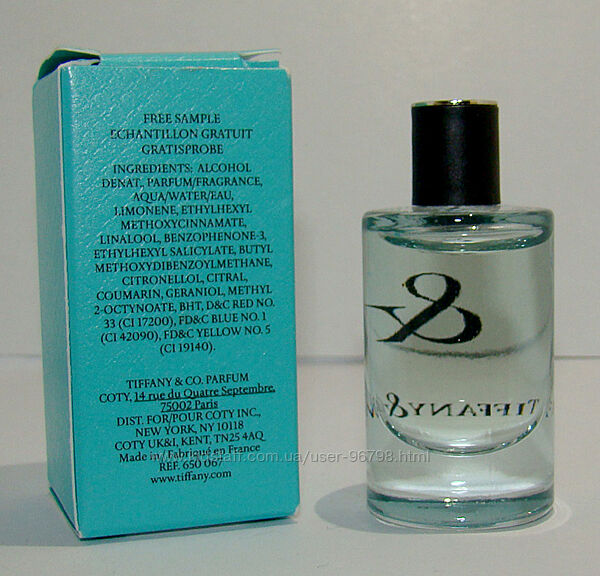 FREE SAMPLE
ECHANTILLON GRATUIT
GRATISPROBE
INGREDIENTS: ALCOHOL
DENAT, PARFUM/FRAGRANCE,
AQUA/WATER/EAU,
LIMONENE, ETHYLHEXYL
METHOXYCINNAMATE,
LINALOOL, BENZOPHENONE-3,
ETHYLHEXYL SALICYLATE, BUTYL
METHOXYDIBENZOYLMETHANE,
CITRONELLOL, CITRAL,
COUMARIN, GERANIOL, METHYL
2-OCTYNOATE, BHT, D&C RED NO.
33 (CI 17200), FD&C BLUE NO. 1
(CI 42090), FD&C YELLOW NO. 5
(CI 19140).
TIFFANY & CO. PARFUM
COTY, 14 rue du Quatre Septembre,
75002 Paris
DIST. FOR/POUR COTY INC.,
NEW YORK, NY 10118
COTY UK&I, KENT, TN25 4AQ
Made in/Fabriqué en France
REF. 650 067
www.tiffany.com
&
TIFFANY &
.ua/user-96798.html